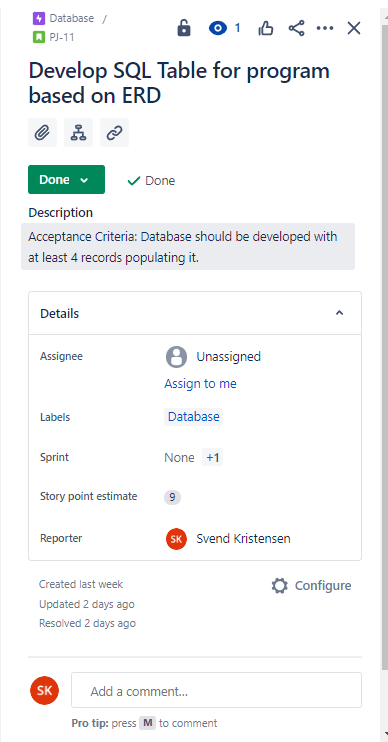 Database /
PJ-11
1
Develop SQL Table for program
based on ERD
Done
Done
Description
Acceptance Criteria: Database should be developed with
at least 4 records populating it.
Details
Assignee
Unassigned
Assign to me
Labels
Database
Sprint
None +1
Story point estimate
9
Reporter
SK
Svend Kristensen
Created last week
Configure
Updated 2 days ago
Resolved 2 days ago
SK
Add a comment...
Pro tip: press M to comment